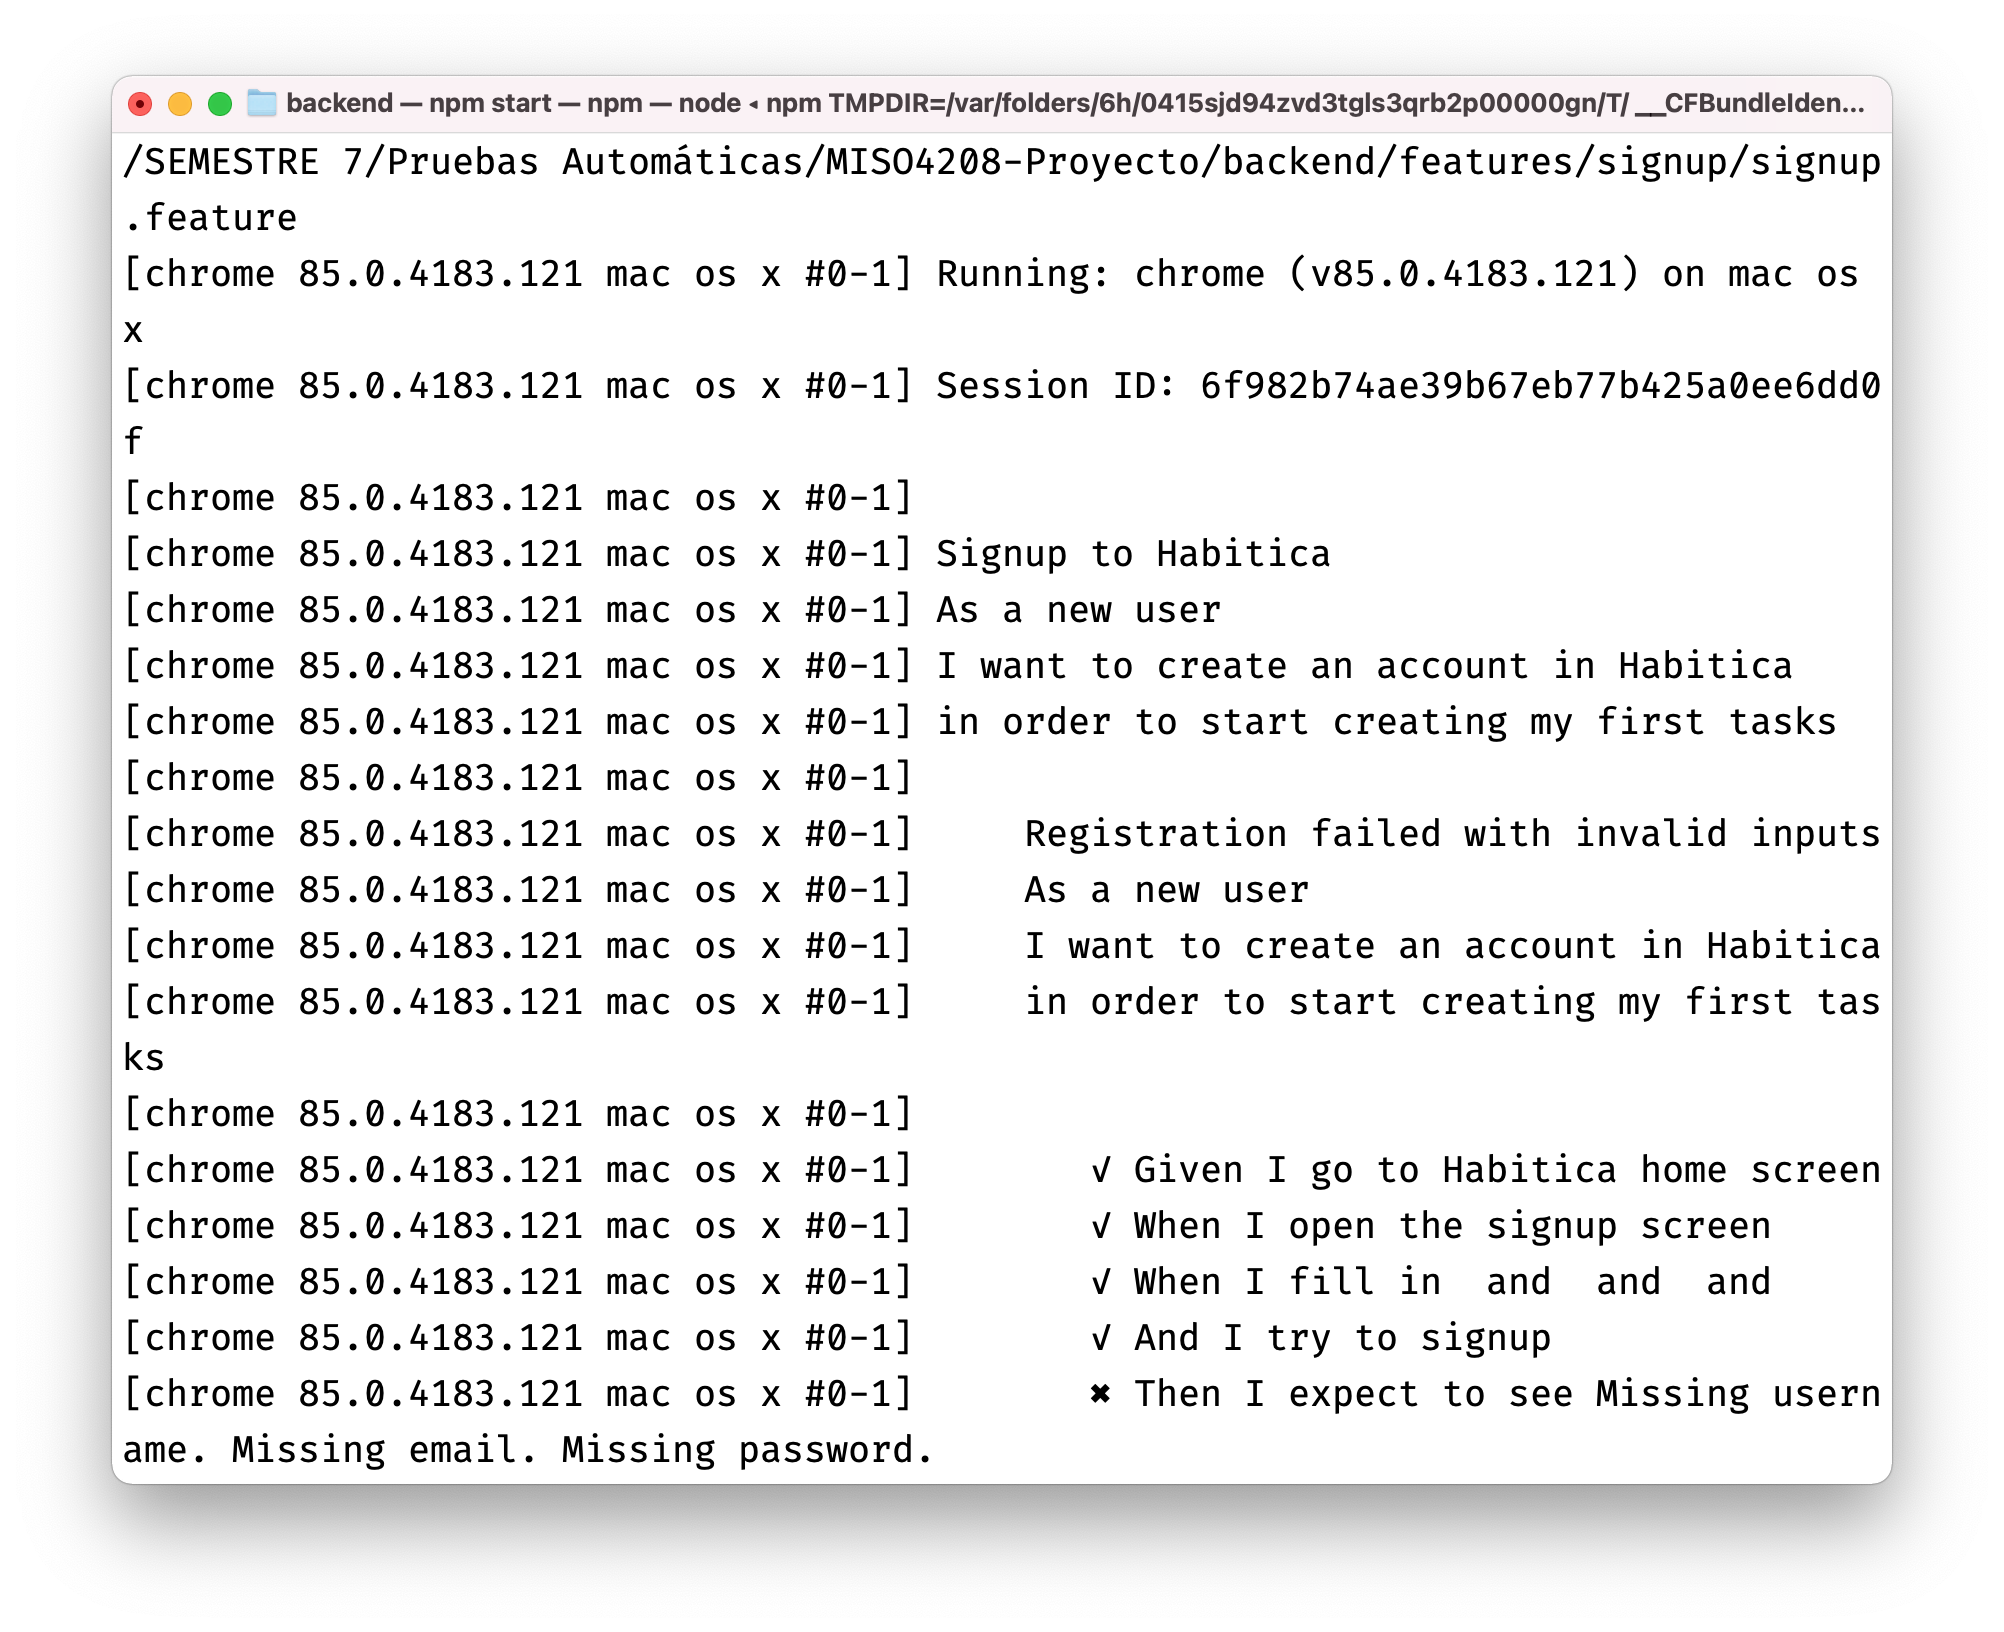 backend — npm start — npm — node ◂ npm TMPDIR=/var/folders/6h/0415sjd94zvd3tgls3qrb2p00000gn/T/ __CFBundleIden...
/SEMESTRE 7/Pruebas Automáticas/MISO4208-Proyecto/backend/features/signup/signup
.feature
[chrome 85.0.4183.121 mac os x #0-1] Running: chrome (v85.0.4183.121) on mac os
x
[chrome 85.0.4183.121 mac os x #0-1] Session ID: 6f982b74ae39b67eb77b425a0ee6dd0
f
[chrome 85.0.4183.121 mac os x #0-1]
[chrome 85.0.4183.121 mac os x #0-1] Signup to Habitica
[chrome 85.0.4183.121 mac os x #0-1] As a new user
[chrome 85.0.4183.121 mac os x #0-1] I want to create an account in Habitica
[chrome 85.0.4183.121 mac os x #0-1] in order to start creating my first tasks
[chrome 85.0.4183.121 mac os x #0-1]
[chrome 85.0.4183.121 mac os x #0-1]     Registration failed with invalid inputs
[chrome 85.0.4183.121 mac os x #0-1]     As a new user
[chrome 85.0.4183.121 mac os x #0-1]     I want to create an account in Habitica
[chrome 85.0.4183.121 mac os x #0-1]     in order to start creating my first tas
ks
[chrome 85.0.4183.121 mac os x #0-1]
[chrome 85.0.4183.121 mac os x #0-1]        √ Given I go to Habitica home screen
[chrome 85.0.4183.121 mac os x #0-1]        √ When I open the signup screen
[chrome 85.0.4183.121 mac os x #0-1]        √ When I fill in  and  and  and
[chrome 85.0.4183.121 mac os x #0-1]        √ And I try to signup
[chrome 85.0.4183.121 mac os x #0-1]        ✖ Then I expect to see Missing usern
ame. Missing email. Missing password.